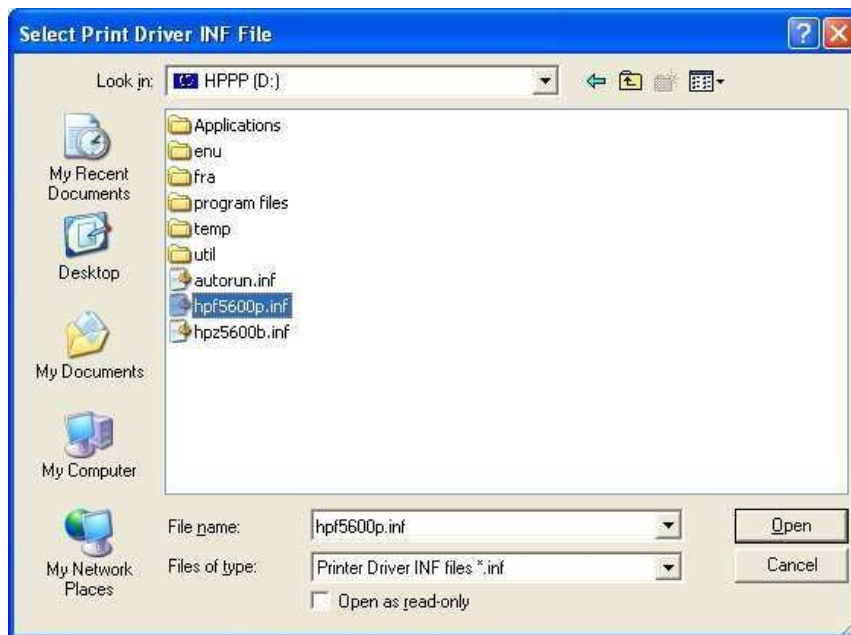 Select Print Driver INF File
Look in:
HPPP (D:)
My Recent
Documents
Desktop
My Documents
My Computer
My Network
Places
Applications
enu
fra
program files
temp
util
autorun.inf
hpf5600p.inf
hpz5600b.inf
File name:
hpf5600p.inf
Open
Files of type:
Printer Driver INF files *.inf
Cancel
Open as read-only